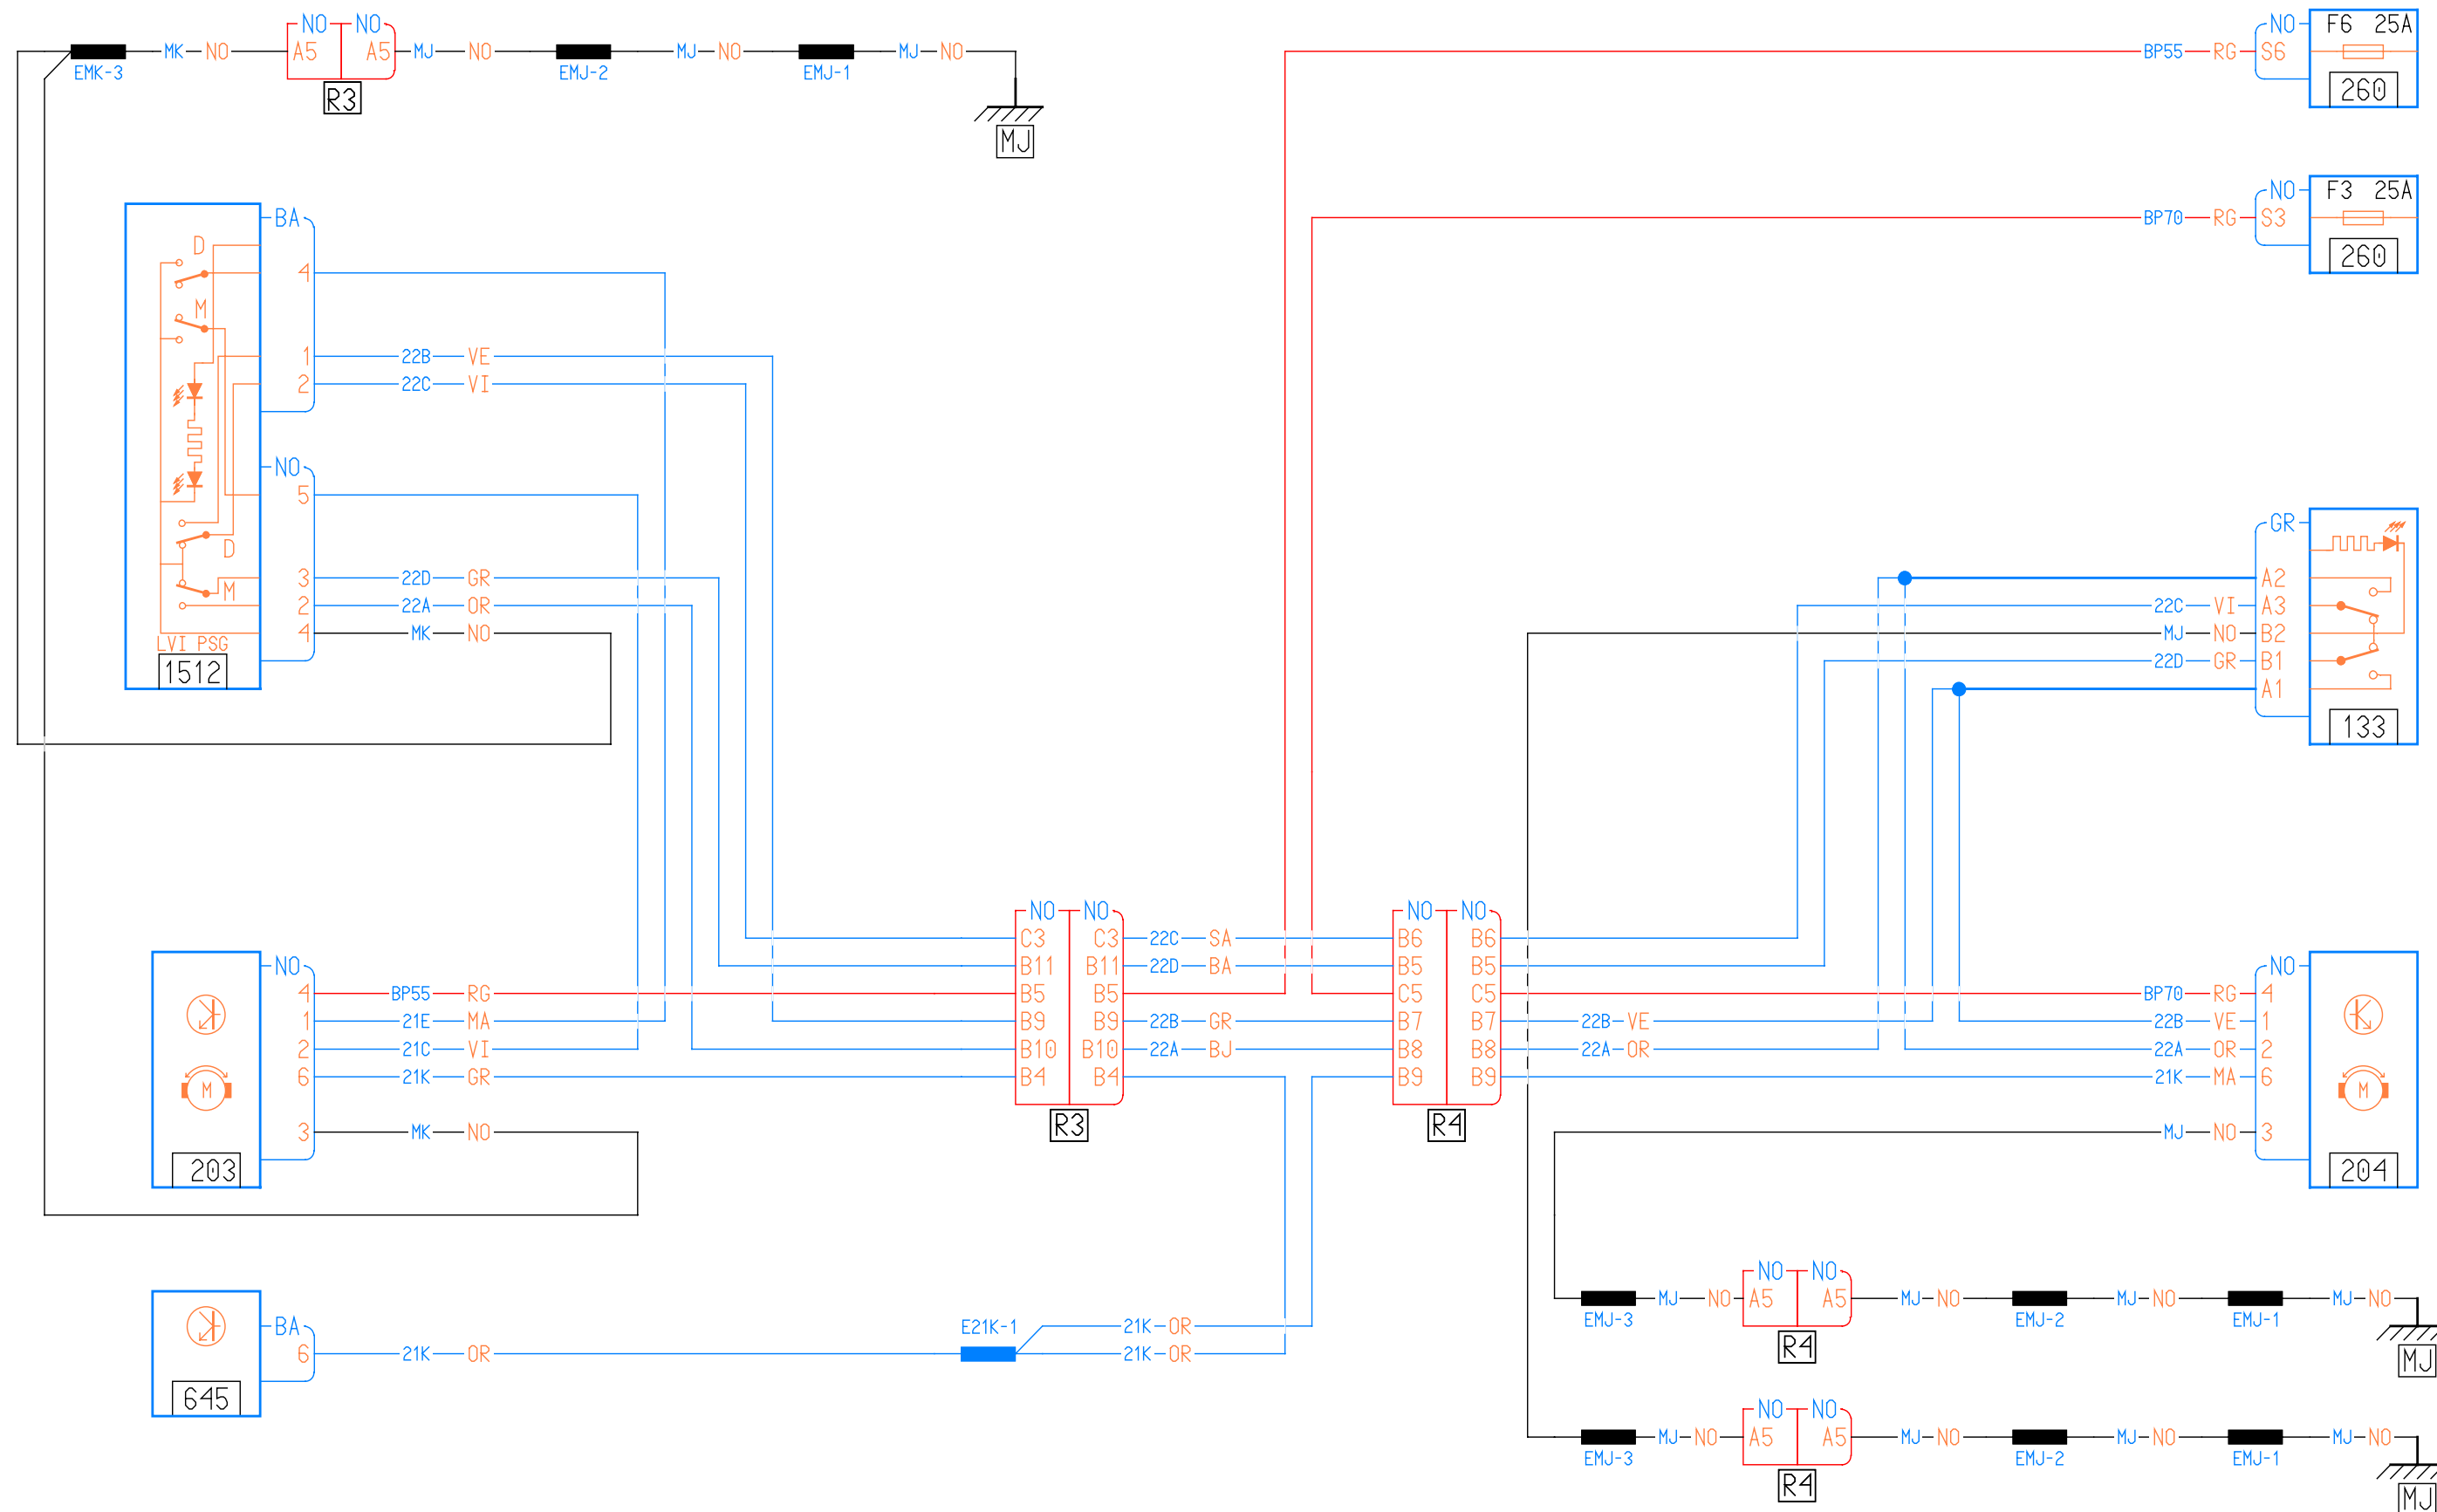 NO NO NO F6 25A
MK NO A5 A5 MJ NO MJ NO MJ NO BP55 RG S6
EMK-3 EMJ-2 EMJ-1
R3 260
MJ
NO F3 25A
BA BP70 RG S3
D
260
4
M
1 22B VE
2 22C VI
NO
5
GR
D
3 22D GR A2
M
2 22A OR 22C VI A3
4 MK NO MJ NO B2
LVI PSG
22D GR B1
1512
A1
133
NO NO NO NO
C3 C3 22C SA B6 B6
NO B11 B11 22D BA B5 B5 NO
4 BP55 RG B5 B5 C5 C5 BP70 RG 4
1 21E MA B9 B9 22B GR B7 B7 22B VE 22B VE 1
2 21C VI B10 B10 22A BJ B8 B8 22A OR 22A OR 2
6 21K GR B4 B4 B9 B9 21K MA 6
M M
R3 R4
3 MK NO MJ NO 3
203 204
NO NO
MJ NO A5 A5 MJ NO MJ NO MJ NO
EMJ-3 EMJ-2 EMJ-1
BA E21K-1 21K OR
R4 MJ
6 21K OR 21K OR
645
NO NO
MJ NO A5 A5 MJ NO MJ NO MJ NO
EMJ-3 EMJ-2 EMJ-1
R4 MJ